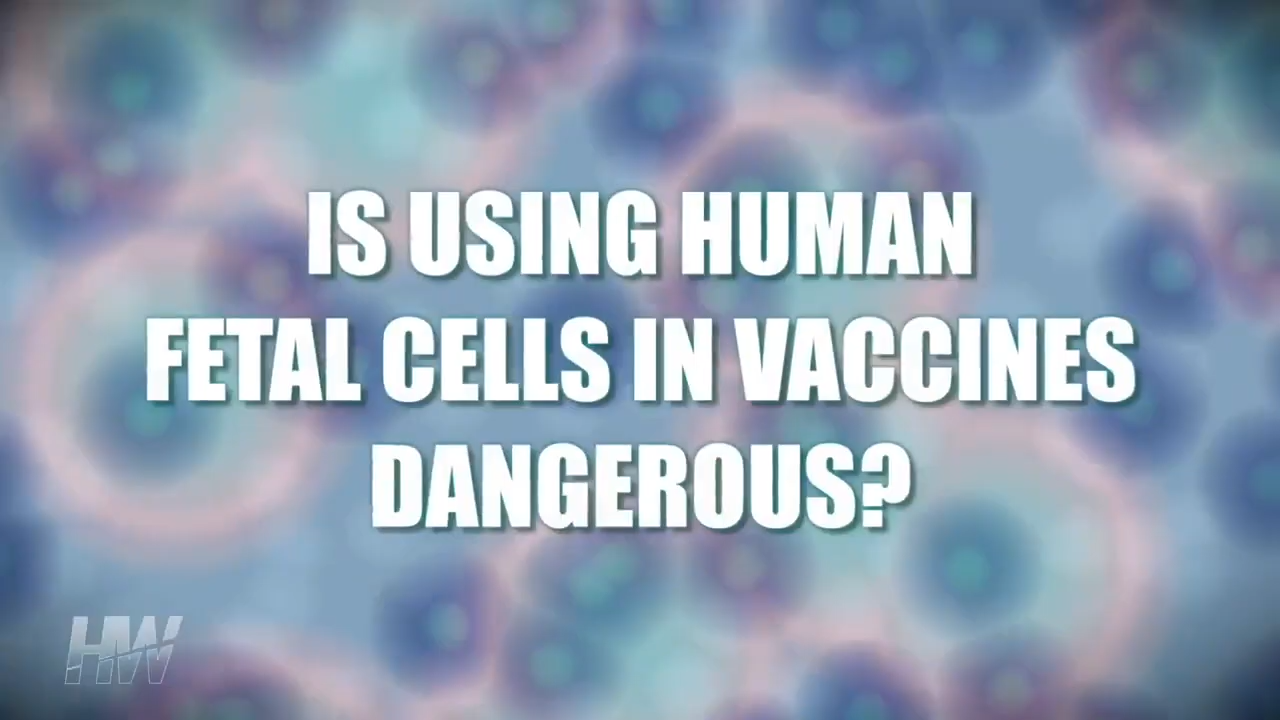 IS USING HUMAN
FETAL CELLS IN VACCINES
DANGEROUS?
HW